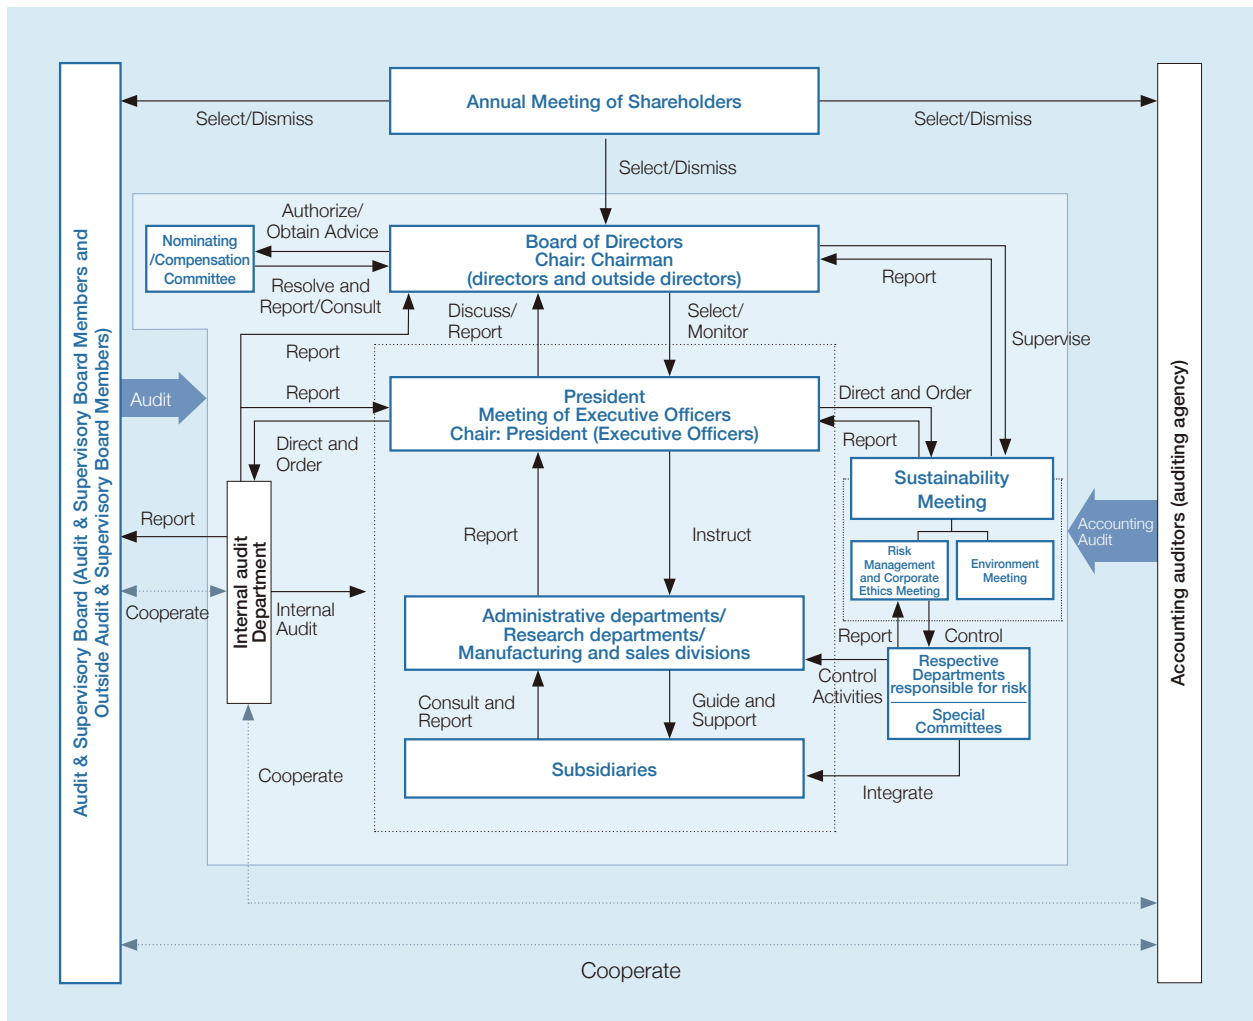 Annual Meeting of Shareholders
Select/Dismiss
Select/Dismiss
Select/Dismiss
Audit & Supervisory Board (Audit & Supervisory Board Members and
Outside Audit & Supervisory Board Members)
Accounting auditors (auditing agency)
Nominating
/Compensation
Committee
Authorize/
Obtain Advice
Resolve and
Report/Consult
Board of Directors
Chair: Chairman
(directors and outside directors)
Report
Supervise
Report
Discuss/
Report
Select/
Monitor
Audit
Report
Direct and
Order
President
Meeting of Executive Officers
Chair: President (Executive Officers)
Direct and Order
Report
Sustainability
Meeting
Risk
Management
and Corporate
Ethics Meeting
Environment
Meeting
Accounting
Audit
Report
Cooperate
Internal audit
Department
Internal
Audit
Report
Instruct
Administrative departments/
Research departments/
Manufacturing and sales divisions
Report
Control
Control
Activities
Respective
Departments
responsible for risk
Special
Committees
Consult and
Report
Guide and
Support
Subsidiaries
Integrate
Cooperate
Cooperate